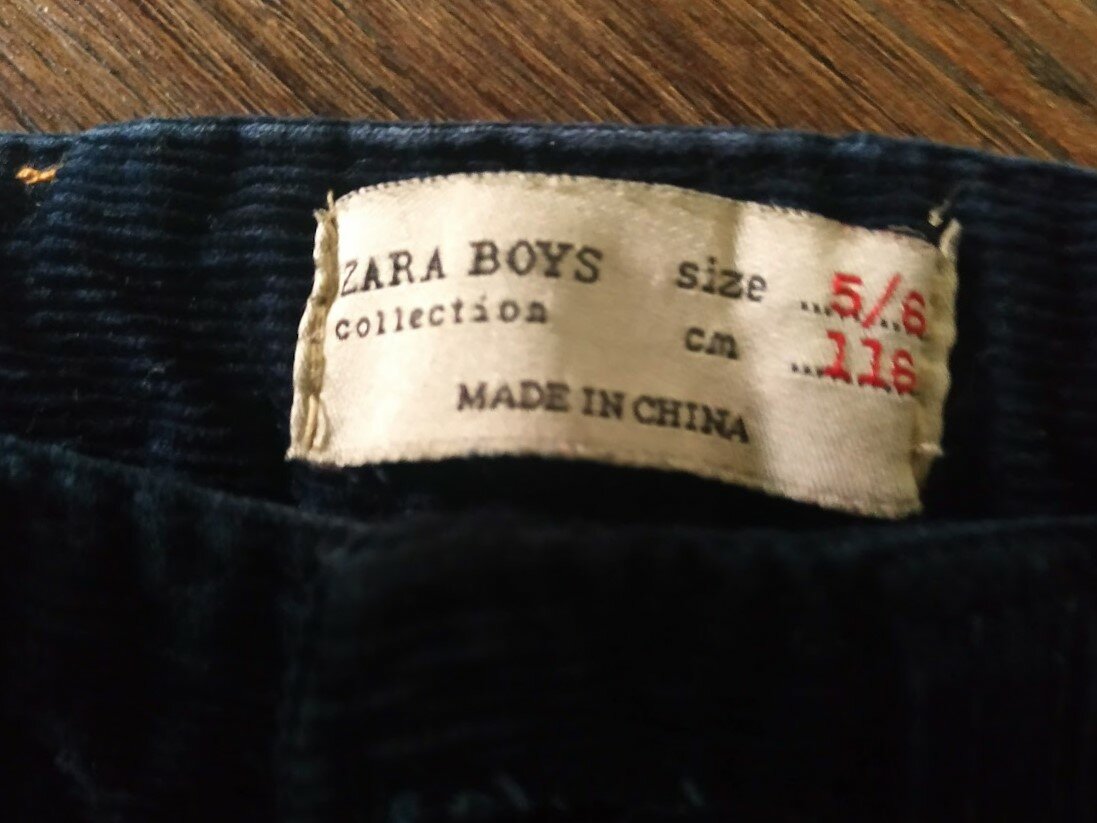 ZARA BOYS size ...5/6
collection cm ...116
MADE IN CHINA